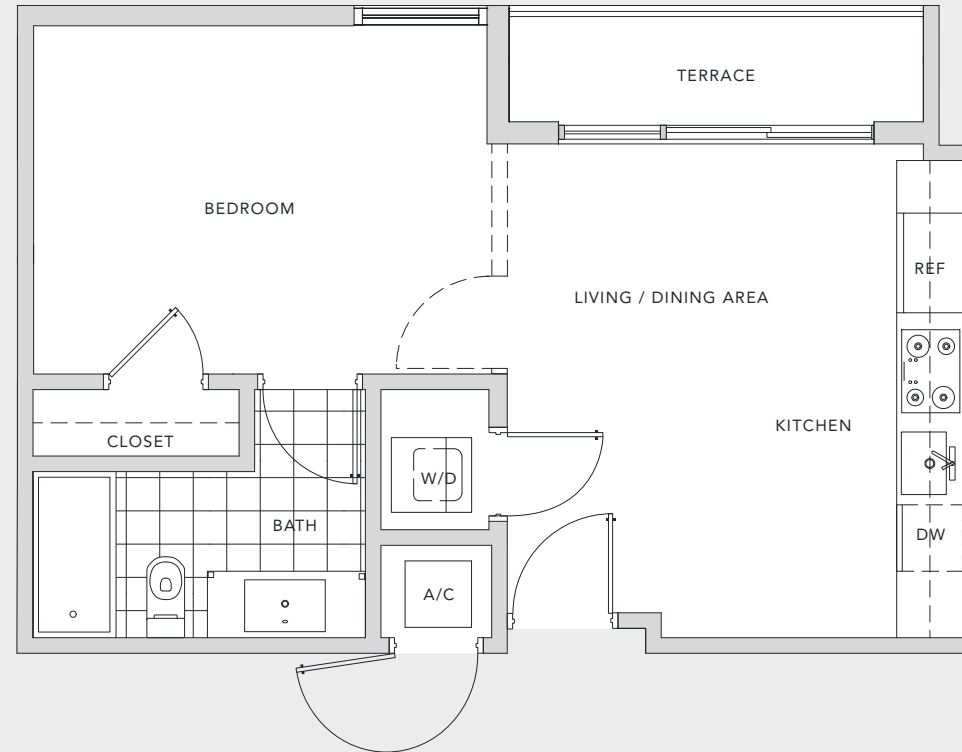 TERRACE
BEDROOM
REF
LIVING / DINING AREA
KITCHEN
CLOSET
W/D
BATH
DW
A/C